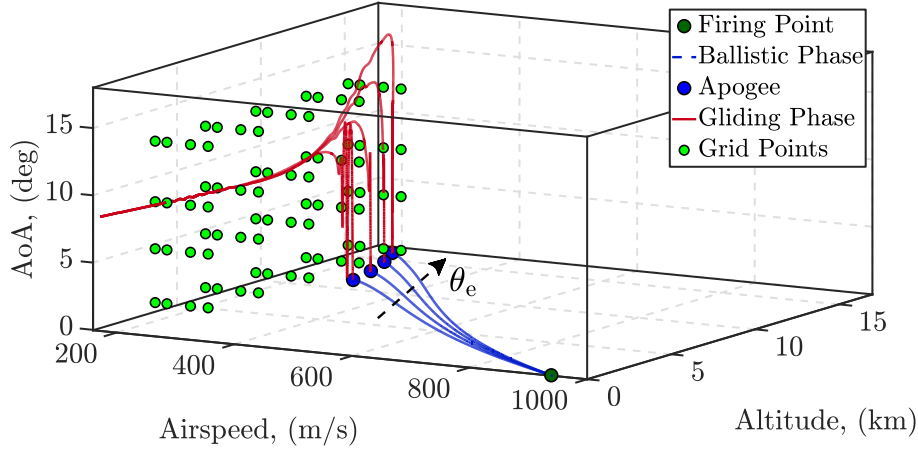 Firing Point
Ballistic Phase
Apogee
Gliding Phase
Grid Points
15
10
5
0
AoA, (deg)
θe
200
400
600
800
1000
Airspeed, (m/s)
0
5
10
15
Altitude, (km)